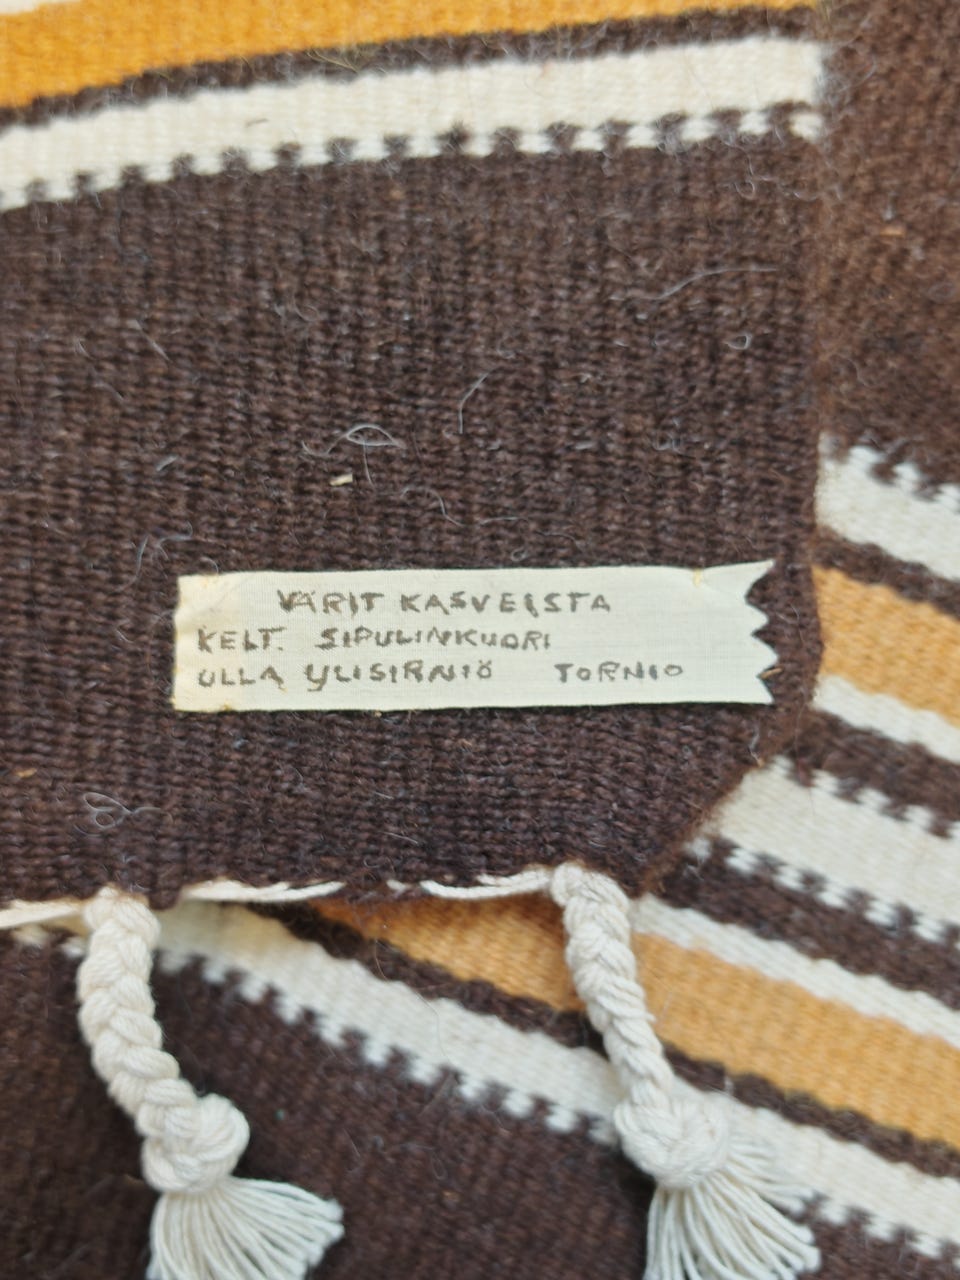 VÄRIT KASVEISTA
KELT. SIPULINKUORI
ULLA YLISIRNIÖ TORNIO